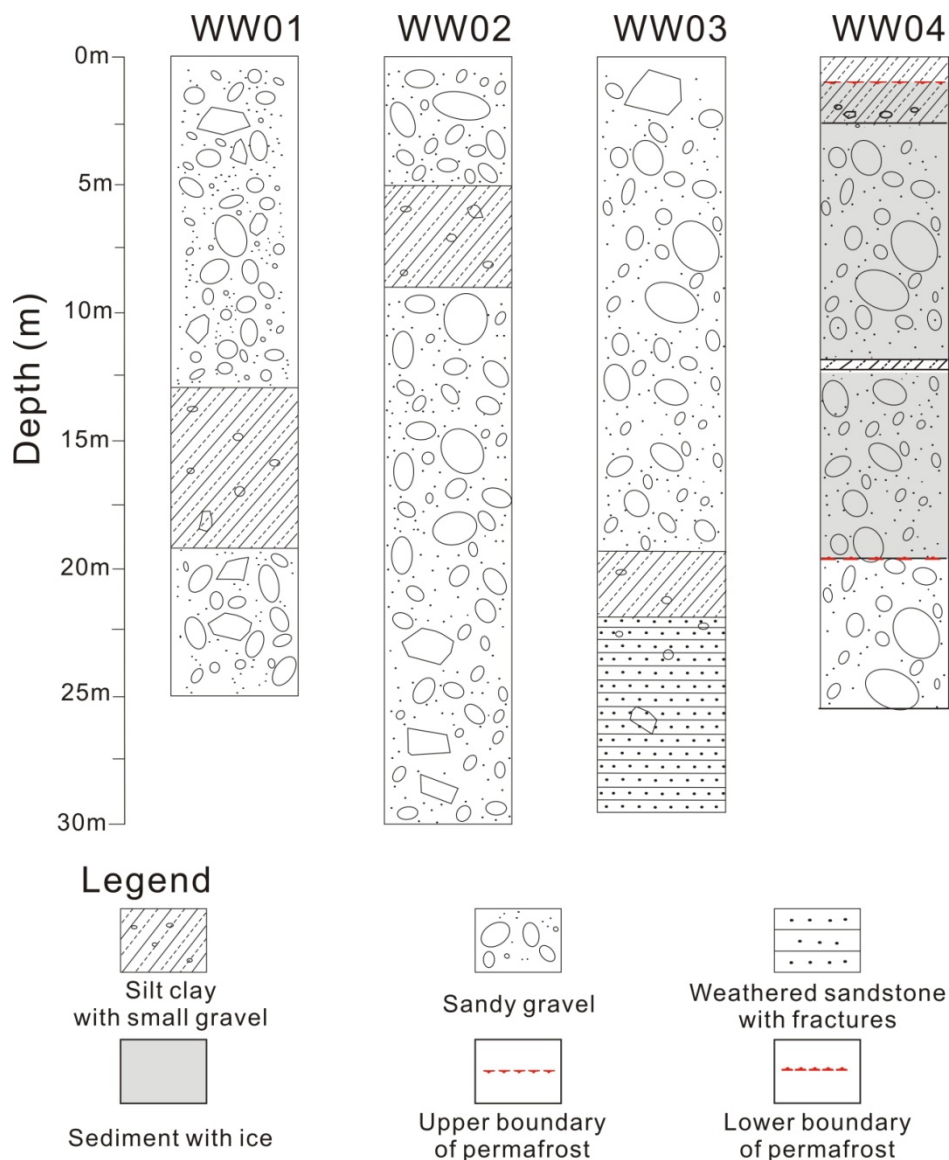 WW01 WW02 WW03 WW04
0m
5m
10m
15m
20m
25m
30m
Depth (m)
Legend
Silt clay
with small gravel
Sandy gravel
Weathered sandstone
with fractures
Sediment with ice
Upper boundary
of permafrost
Lower boundary
of permafrost